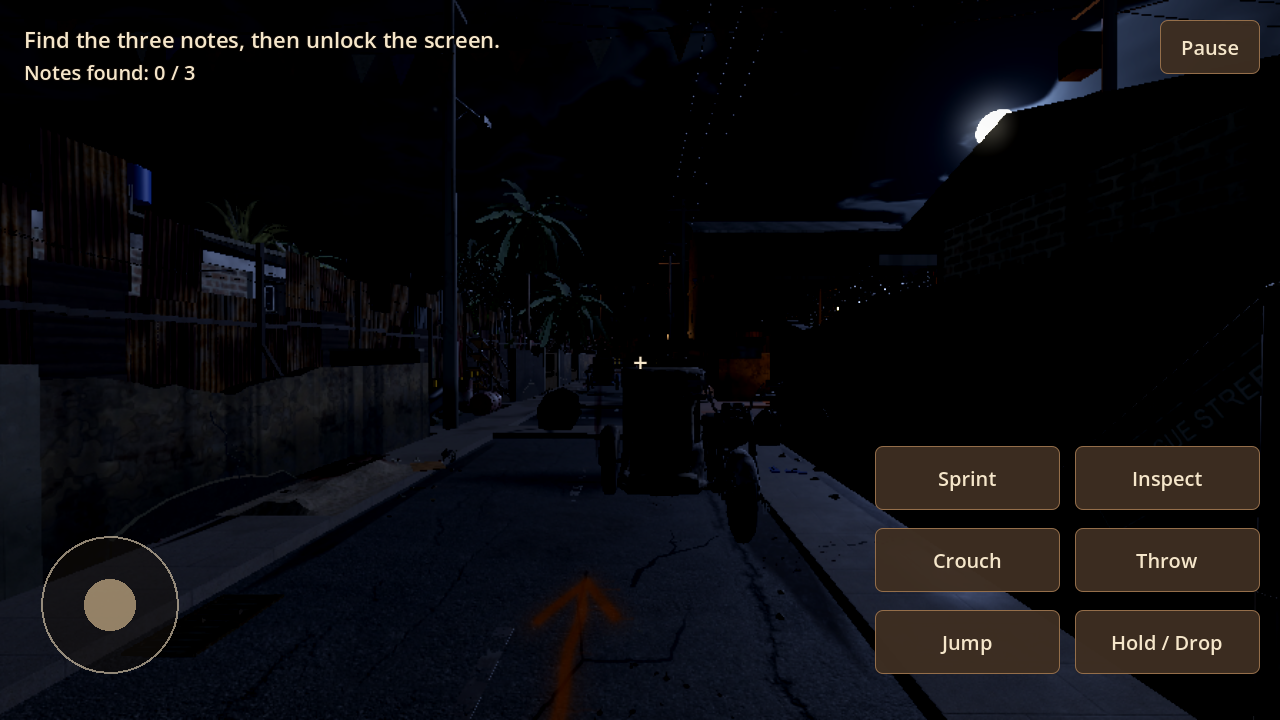 Find the three notes, then unlock the screen.
Notes found: 0 / 3
Pause
Sprint
Inspect
Crouch
Throw
Jump
Hold / Drop